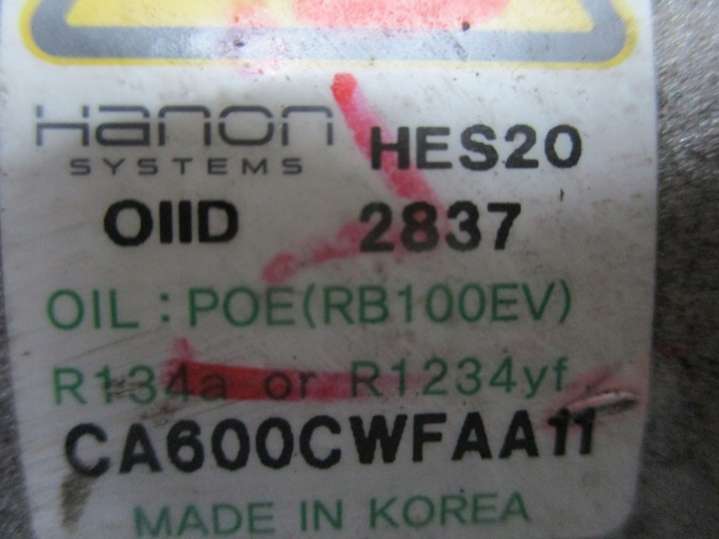 Hanon
SYSTEMS
HES20
OIID 2837
OIL : POE(RB100EV)
R134a or R1234yf
CA600CWFAA11
MADE IN KOREA